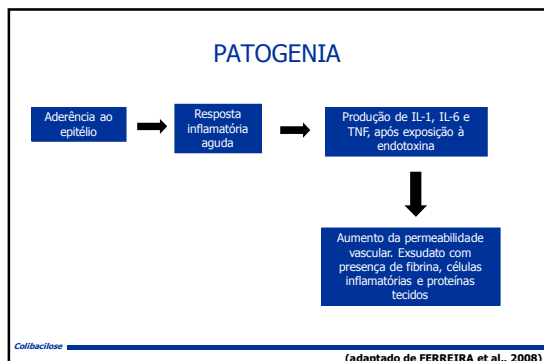 PATOGENIA
Aderência ao
epitélio
Resposta
inflamatória
aguda
Produção de IL-1, IL-6 e
TNF, após exposição à
endotoxina
Aumento da permeabilidade
vascular. Exsudato com
presença de fibrina, células
inflamatórias e proteínas
tecidos
Colibacilose
(adaptado de FERREIRA et al., 2008)